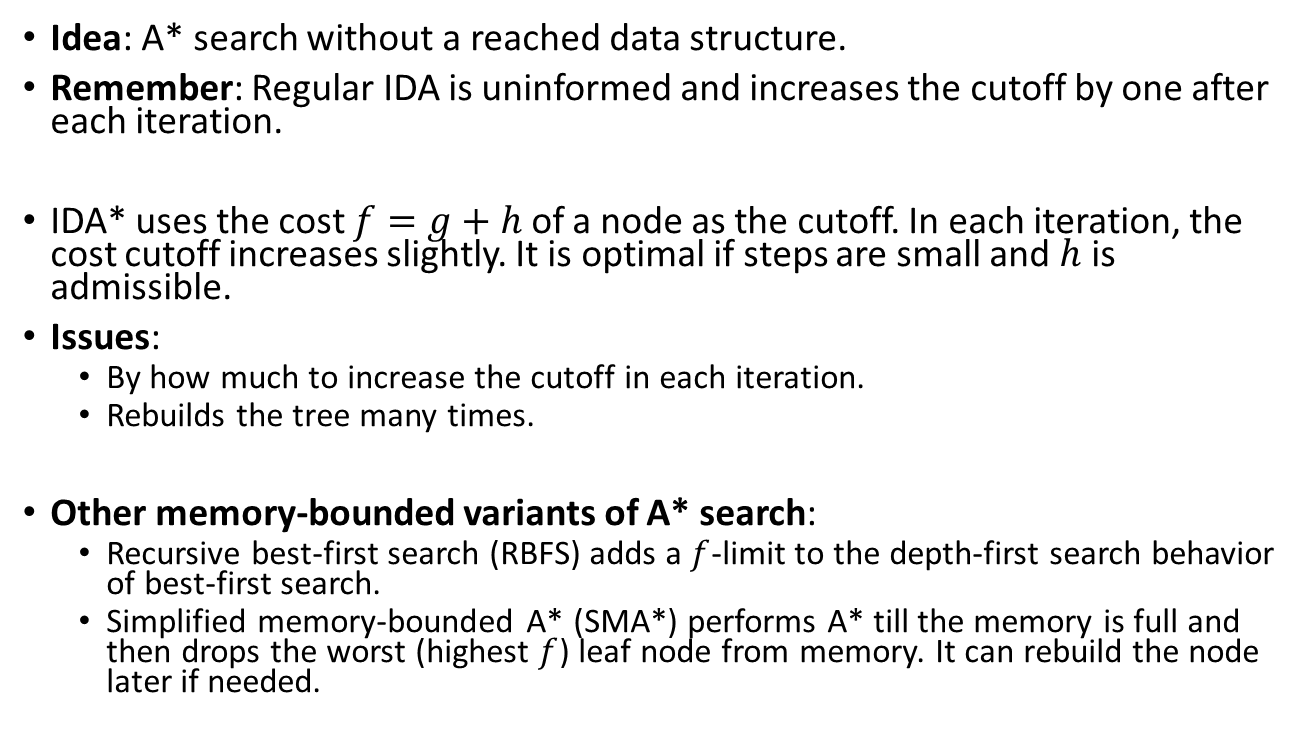 • Idea: A* search without a reached data structure.
• Remember: Regular IDA is uninformed and increases the cutoff by one after
each iteration.
• IDA* uses the cost f = g + h of a node as the cutoff. In each iteration, the
cost cutoff increases slightly. It is optimal if steps are small and h is
admissible.
• Issues:
• By how much to increase the cutoff in each iteration.
• Rebuilds the tree many times.
• Other memory-bounded variants of A* search:
• Recursive best-first search (RBFS) adds a f-limit to the depth-first search behavior
of best-first search.
• Simplified memory-bounded A* (SMA*) performs A* till the memory is full and
then drops the worst (highest f) leaf node from memory. It can rebuild the node
later if needed.